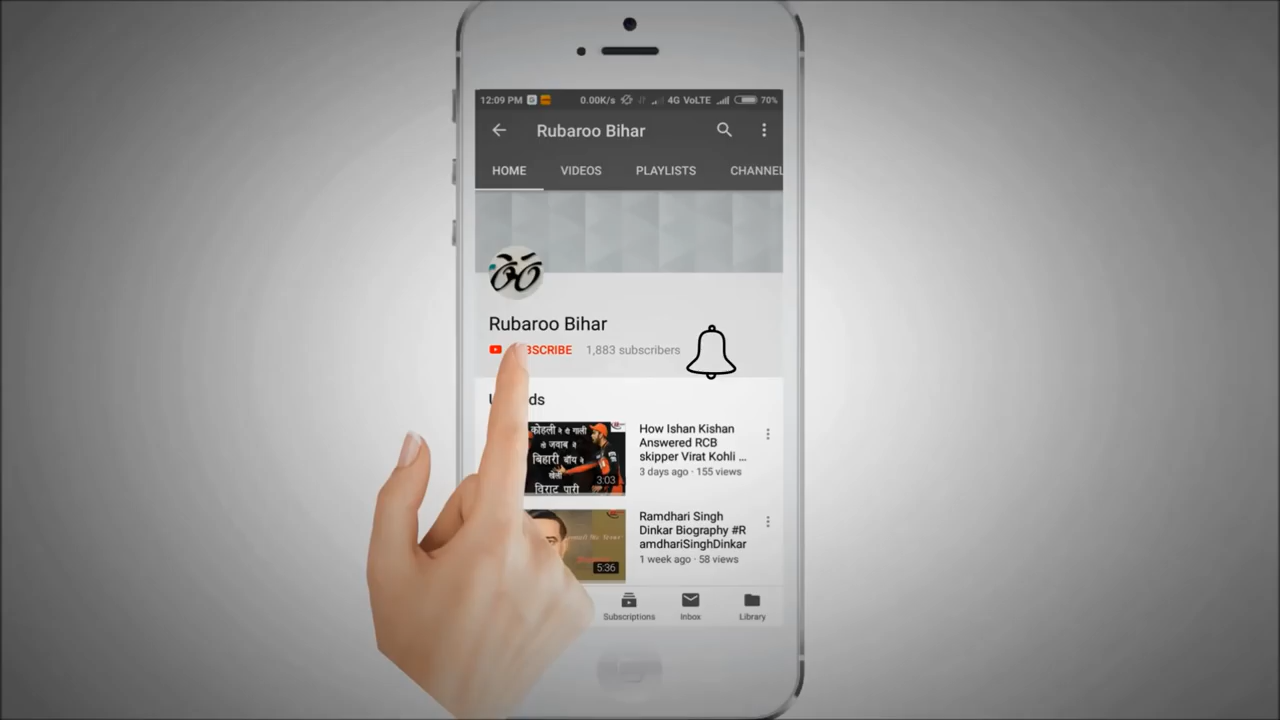 12:09 PM 0.00K/s 4G VoLTE 70%
Rubaroo Bihar
HOME VIDEOS PLAYLISTS CHANNEL
Rubaroo Bihar
BSCRIBE 1,883 subscribers
U ds
How Ishan Kishan
Answered RCB
skipper Virat Kohli ...
3 days ago · 155 views
कोहली ने दी गाली
तो जवाब में
बिहारी बॉय ने
खेली
विराट पारी
3:03
Ramdhari Singh
Dinkar Biography #R
amdhariSinghDinkar
1 week ago · 58 views
5:36
Subscriptions Inbox Library